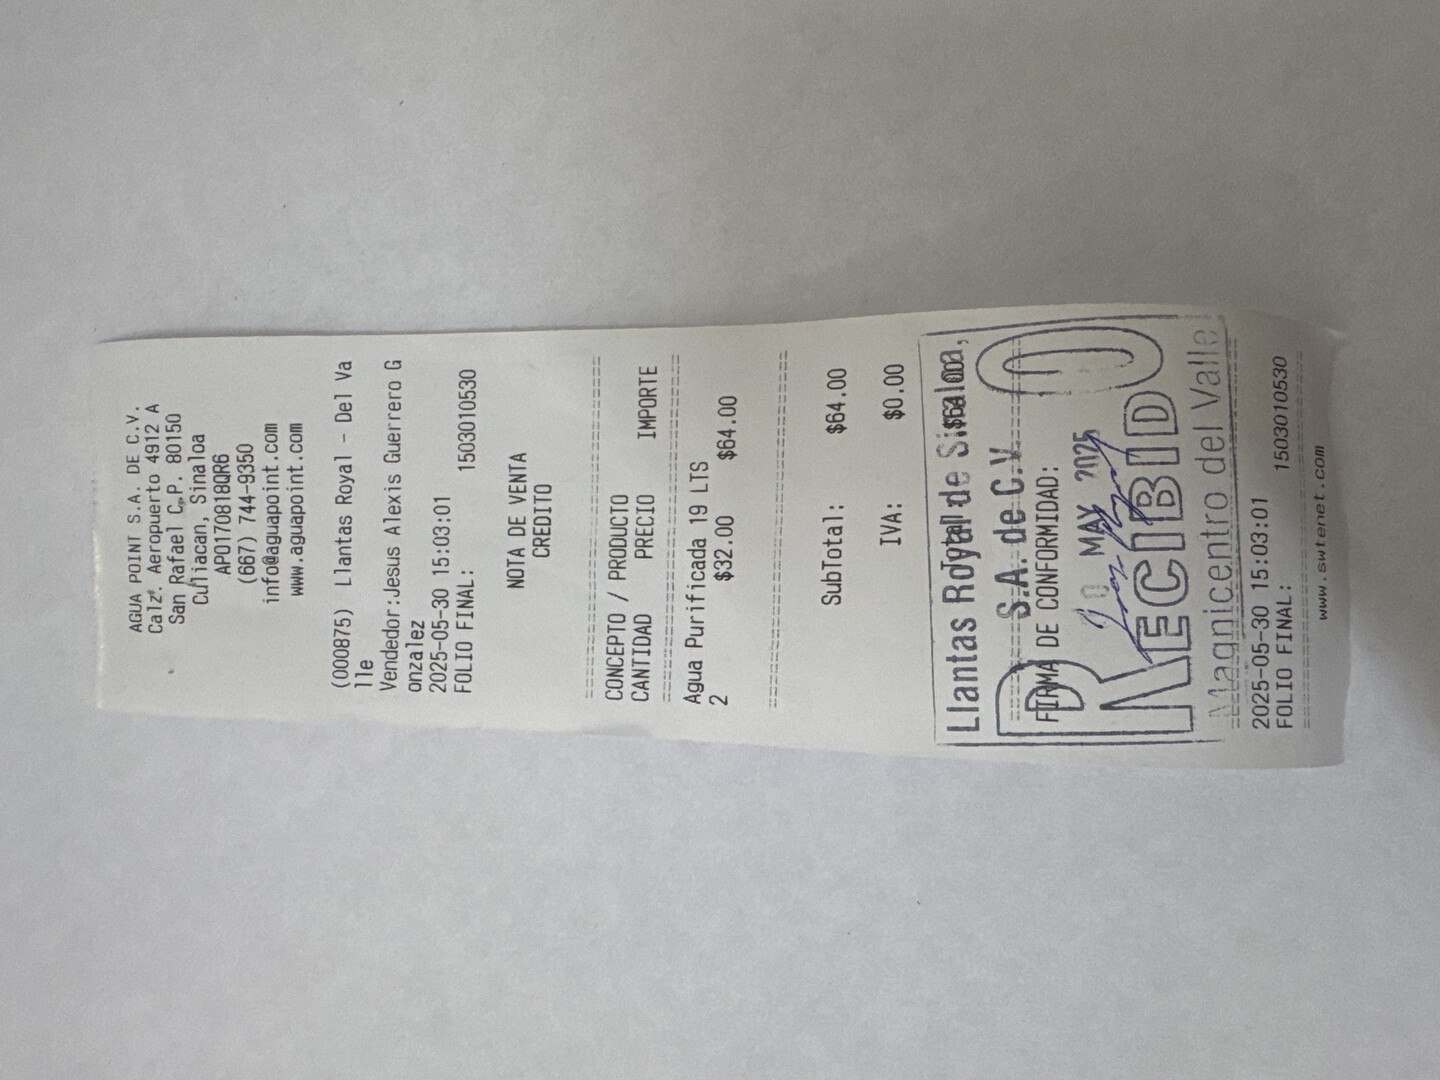 AGUA POINT S.A. DE C.V.
Calzª. Aeropuerto 4912 A
San Rafael C.P. 80150
Culiacan, Sinaloa
APO170818QR6
(667) 744-9350
info@aguapoint.com
www.aguapoint.com
(000875) Llantas Royal - Del Va
lle
Vendedor:Jesus Alexis Guerrero G
onzalez
2025-05-30 15:03:01
FOLIO FINAL: 1503010530
NOTA DE VENTA
CREDITO
================================
CONCEPTO / PRODUCTO
CANTIDAD PRECIO IMPORTE
================================
Agua Purificada 19 LTS
2 $32.00 $64.00
================================
SubTotal: $64.00
IVA: $0.00
Llantas Royal de Sinaloa,
S.A. de C.V.
FIRMA DE CONFORMIDAD:
MAY 2025
RECIBIDO
Magnicentro del Valle
2025-05-30 15:03:01
FOLIO FINAL: 1503010530
================================
www.swtenet.com